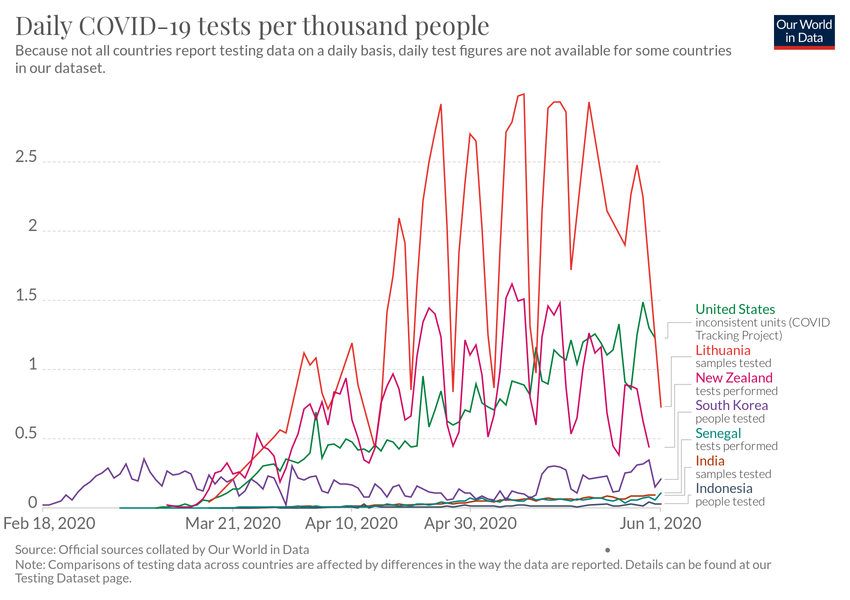 Daily COVID-19 tests per thousand people
Our World
in Data
Because not all countries report testing data on a daily basis, daily test figures are not available for some countries
in our dataset.
2.5
2
1.5
1
0.5
0
Feb 18, 2020
Mar 21, 2020
Apr 10, 2020
Apr 30, 2020
Jun 1, 2020
United States
inconsistent units (COVID
Tracking Project)
Lithuania
samples tested
New Zealand
tests performed
South Korea
people tested
Senegal
tests performed
India
samples tested
Indonesia
people tested
Source: Official sources collated by Our World in Data
Note: Comparisons of testing data across countries are affected by differences in the way the data are reported. Details can be found at our
Testing Dataset page.